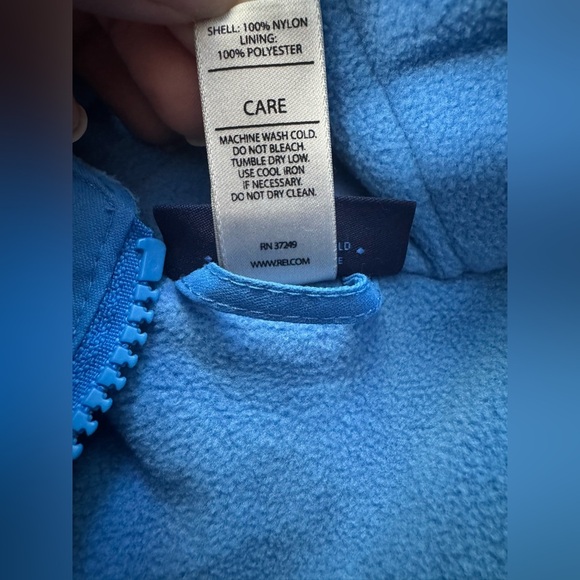 SHELL: 100% NYLON
LINING:
100% POLYESTER
CARE
MACHINE WASH COLD.
DO NOT BLEACH.
TUMBLE DRY LOW.
USE COOL IRON
IF NECESSARY.
DO NOT DRY CLEAN.
RN 37249
WWW.REI.COM
LD
E